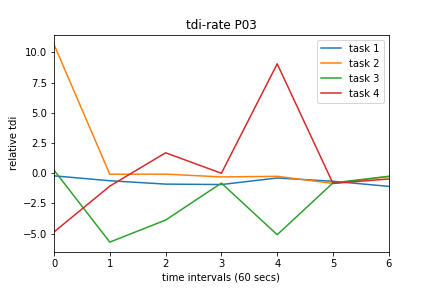 tdi-rate P03
task 1
task 2
task 3
task 4
relative tdi
10.0
7.5
5.0
2.5
0.0
−2.5
−5.0
0 1 2 3 4 5 6
time intervals (60 secs)